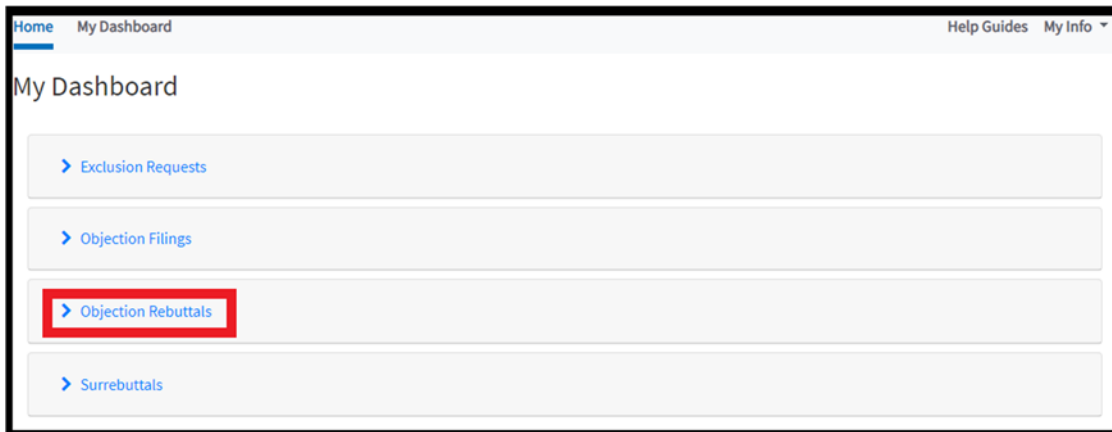 Home My Dashboard Help Guides My Info
My Dashboard
Exclusion Requests
Objection Filings
Objection Rebuttals
Surrebuttals